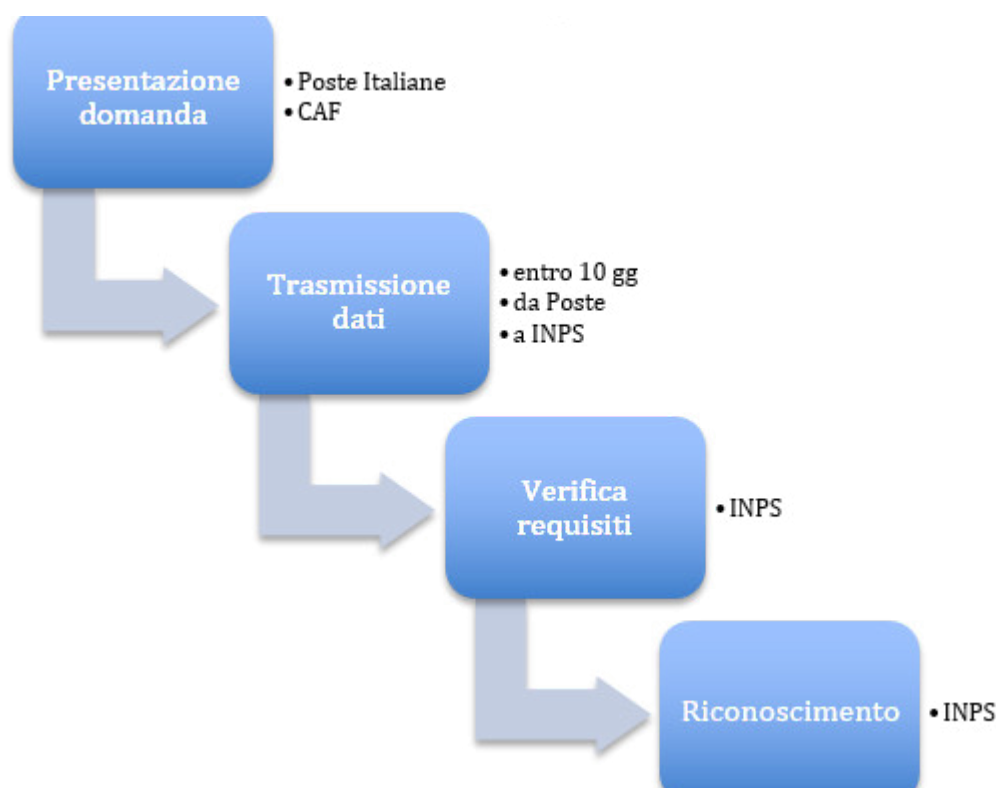 Presentazione
domanda
• Poste Italiane
• CAF
Trasmissione
dati
• entro 10 gg
• da Poste
• a INPS
Verifica
requisiti
• INPS
Riconoscimento
• INPS